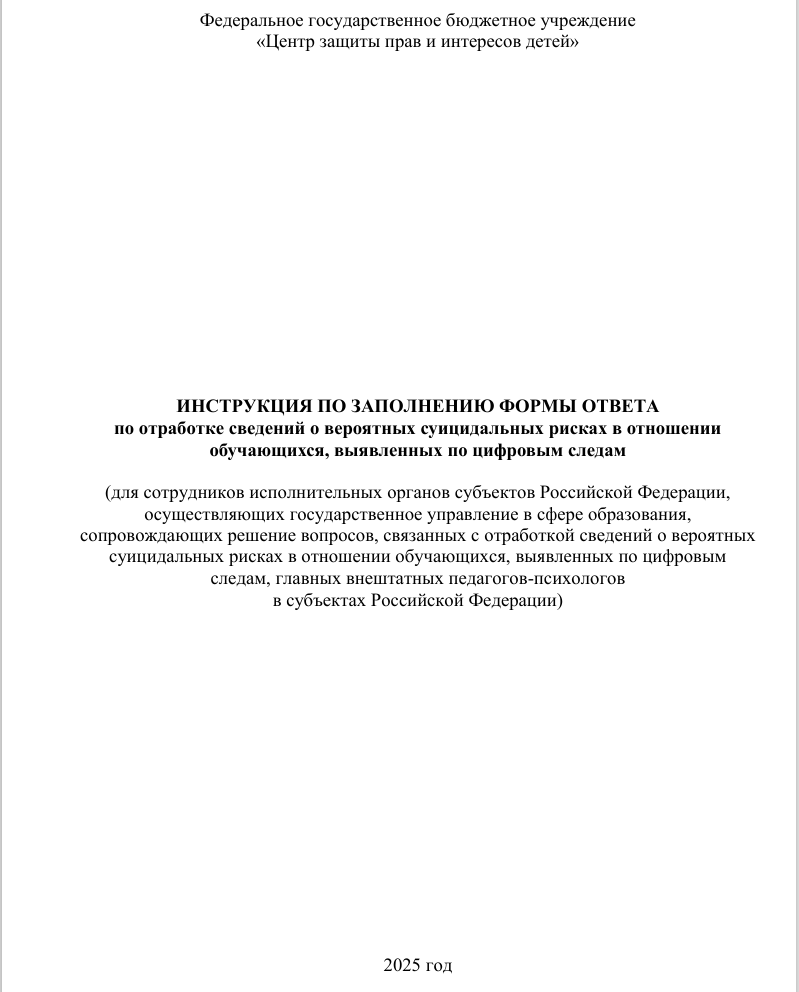 Федеральное государственное бюджетное учреждение
«Центр защиты прав и интересов детей»
ИНСТРУКЦИЯ ПО ЗАПОЛНЕНИЮ ФОРМЫ ОТВЕТА
по отработке сведений о вероятных суицидальных рисках в отношении
обучающихся, выявленных по цифровым следам
(для сотрудников исполнительных органов субъектов Российской Федерации,
осуществляющих государственное управление в сфере образования,
сопровождающих решение вопросов, связанных с отработкой сведений о вероятных
суицидальных рисках в отношении обучающихся, выявленных по цифровым
следам, главных внештатных педагогов-психологов
в субъектах Российской Федерации)
2025 год